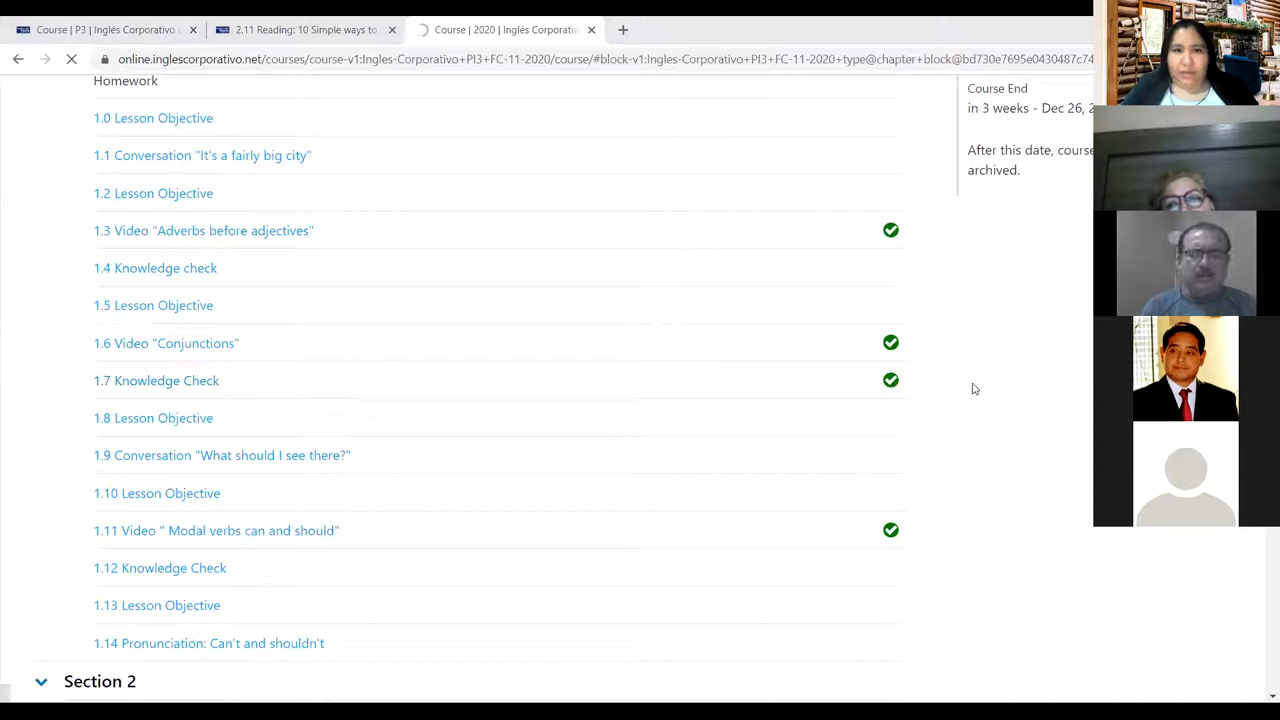 Course | P3 | Inglés Corporativo
2.11 Reading: 10 Simple ways to
Course | 2020 | Inglés Corporativ
online.inglescorporativo.net/courses/course-v1:Ingles-Corporativo+PI3+FC-11-2020/course/#block-v1:Ingles-Corporativo+PI3+FC-11-2020+type@chapter+block@bd730e7695e0430487c74
Homework
1.0 Lesson Objective
1.1 Conversation "It's a fairly big city"
1.2 Lesson Objective
1.3 Video "Adverbs before adjectives"
1.4 Knowledge check
1.5 Lesson Objective
1.6 Video "Conjunctions"
1.7 Knowledge Check
1.8 Lesson Objective
1.9 Conversation "What should I see there?"
1.10 Lesson Objective
1.11 Video " Modal verbs can and should"
1.12 Knowledge Check
1.13 Lesson Objective
1.14 Pronunciation: Can't and shouldn't
Section 2
Course End
in 3 weeks - Dec 26, 2
After this date, course
archived.